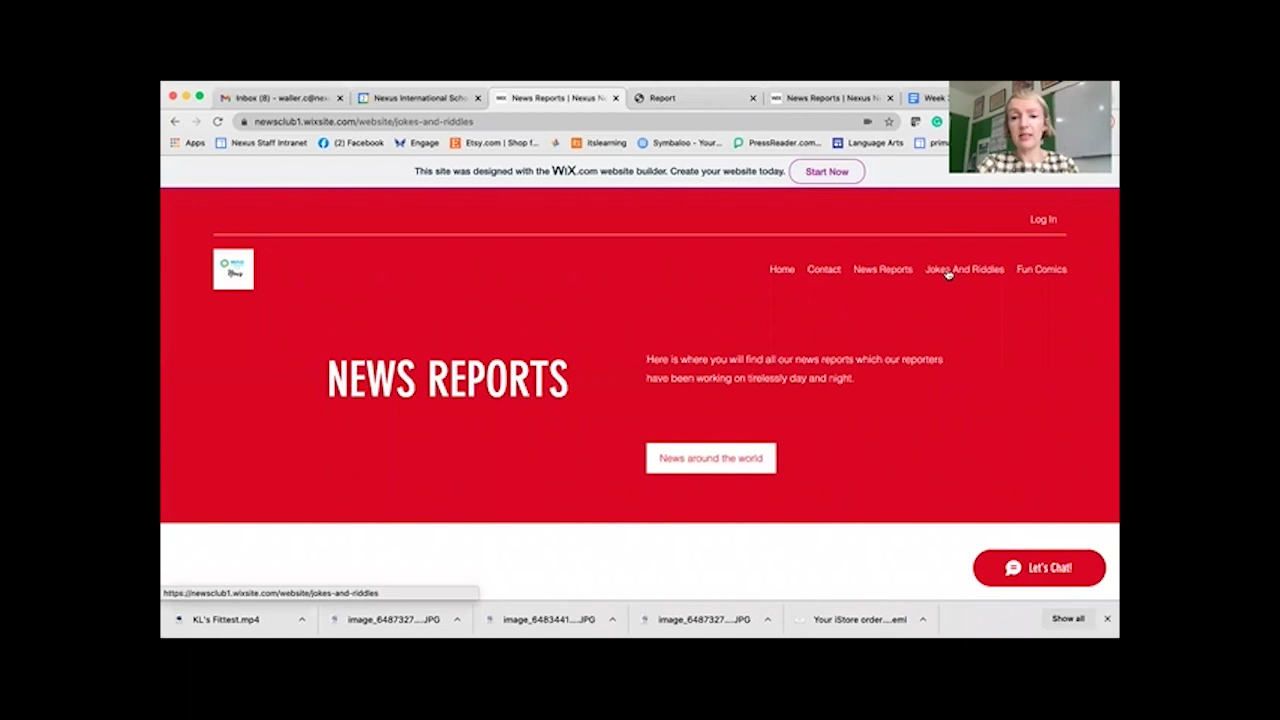 Inbox (8) - waller.c@nex
Nexus International Scho
News Reports | Nexus N
Report
News Reports | Nexus N
Week
newsclub1.wixsite.com/website/jokes-and-riddles
Apps
Nexus Staff Intranet
(2) Facebook
Engage
Etsy.com | Shop f...
itslearning
Symbaloo - Your...
PressReader.com...
Language Arts
prim
This site was designed with the WiX.com website builder. Create your website today.
Start Now
Log In
News
Home
Contact
News Reports
Jokes And Riddles
Fun Comics
NEWS REPORTS
Here is where you will find all our news reports which our reporters
have been working on tirelessly day and night.
News around the world
Let's Chat!
https://newsclub1.wixsite.com/website/jokes-and-riddles
KL's Fittest.mp4
image_6487327....JPG
image_6483441....JPG
image_6487327....JPG
Your iStore order....eml
Show all